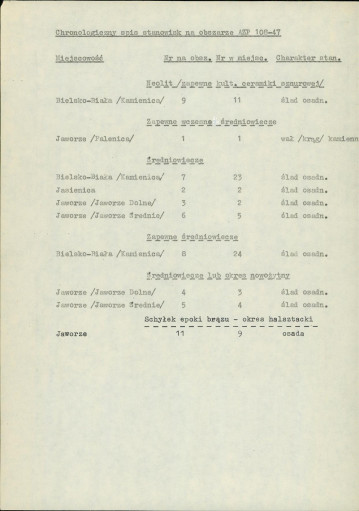 Chronologiczny spis stanowisk na obszarze AZP 108-47
Miejscowość Nr na obsz. Nr w miejsc. Charakter stan.
Neolit /zapewne kult. ceramiki sznurowej/
Bielsko-Biała /Kamienica/ 9 11 ślad osadn.
Zapewne wczesne średniowiecze
Jaworze /Palenica/ 1 1 wał /krąg/ kamienn
Średniowiecze
Bielsko-Biała /Kamienica/ 7 23 ślad osadn.
Jasienica 2 2 ślad osadn.
Jaworze /Jaworze Dolne/ 3 2 ślad osadn.
Jaworze /Jaworze Średnie/ 6 5 ślad osadn.
Zapewne średniowiecze
Bielsko-Biała /Kamienica/ 8 24 ślad osadn.
Średniowiecze lub okres nowożytny
Jaworze /Jaworze Dolne/ 4 3 ślad osadn.
Jaworze /Jaworze Średnie/ 5 4 ślad osadn.
Schyłek epoki brązu - okres halsztacki
Jaworze 11 9 osada